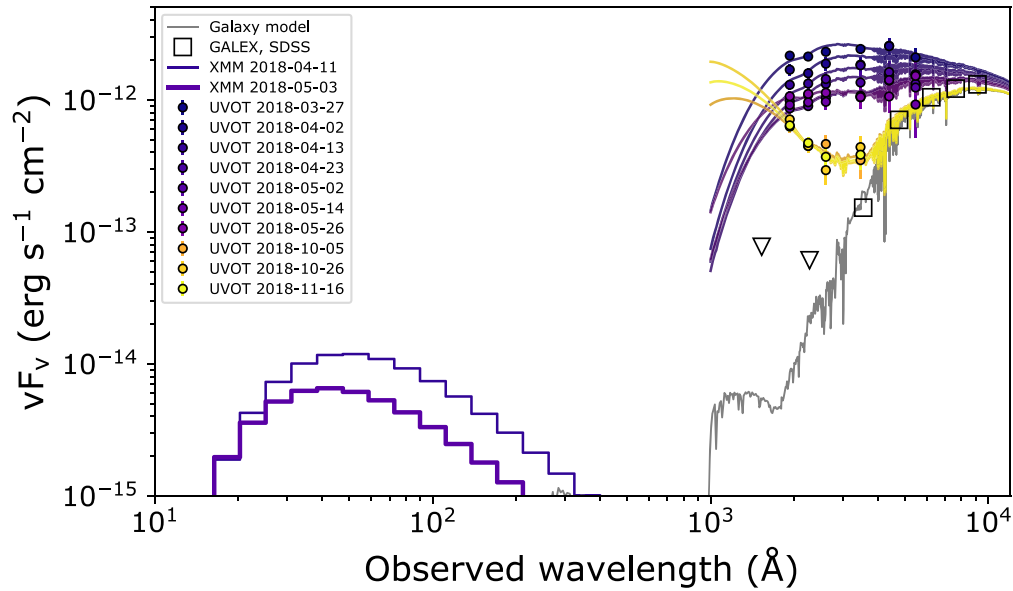 Galaxy model
GALEX, SDSS
XMM 2018-04-11
XMM 2018-05-03
UVOT 2018-03-27
UVOT 2018-04-02
UVOT 2018-04-13
UVOT 2018-04-23
UVOT 2018-05-02
UVOT 2018-05-14
UVOT 2018-05-26
UVOT 2018-10-05
UVOT 2018-10-26
UVOT 2018-11-16
10⁻¹²
10⁻¹³
10⁻¹⁴
10⁻¹⁵
νFᵥ (erg s⁻¹ cm⁻²)
10¹ 10² 10³ 10⁴
Observed wavelength (Å)